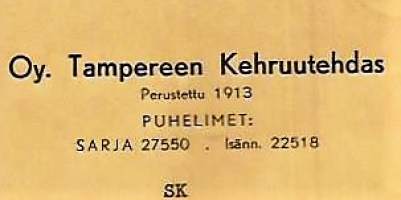 Oy. Tampereen Kehruutehdas
Perustettu 1913
PUHELIMET:
SARJA 27550 . Isänn. 22518
SK